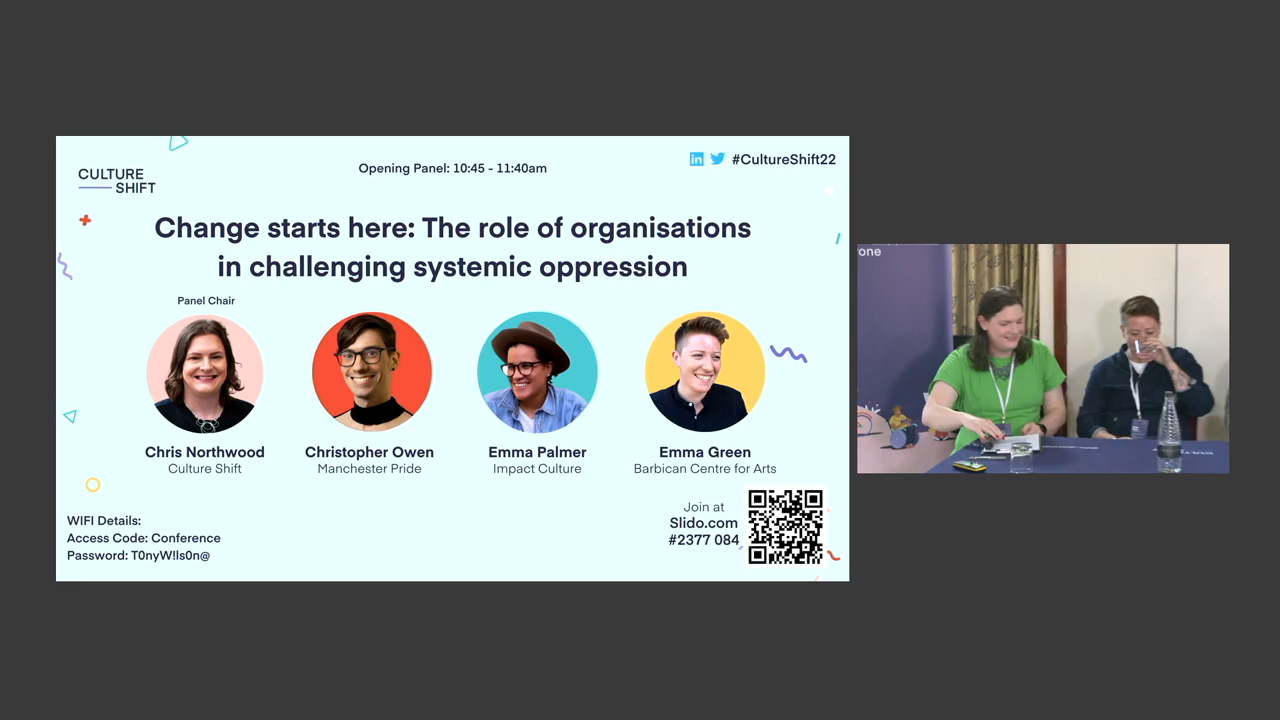 CULTURE
SHIFT
Opening Panel: 10:45 - 11:40am
#CultureShift22
Change starts here: The role of organisations
in challenging systemic oppression
Panel Chair
Chris Northwood
Culture Shift
Christopher Owen
Manchester Pride
Emma Palmer
Impact Culture
Emma Green
Barbican Centre for Arts
WIFI Details:
Access Code: Conference
Password: T0nyW!ls0n@
Join at
Slido.com
#2377 084
in